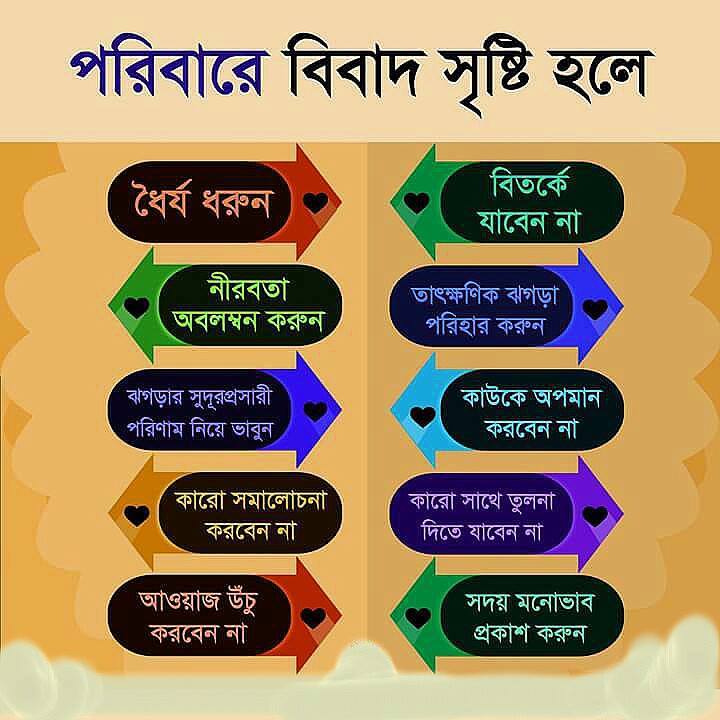 পরিবারে বিবাদ সৃষ্টি হলে
ধৈর্য ধরুন
বিতর্কে
যাবেন না
নীরবতা
অবলম্বন করুন
তাৎক্ষণিক ঝগড়া
পরিহার করুন
ঝগড়ার সুদূরপ্রসারী
পরিণাম নিয়ে ভাবুন
কাউকে অপমান
করবেন না
কারো সমালোচনা
করবেন না
কারো সাথে তুলনা
দিতে যাবেন না
আওয়াজ উঁচু
করবেন না
সদয় মনোভাব
প্রকাশ করুন